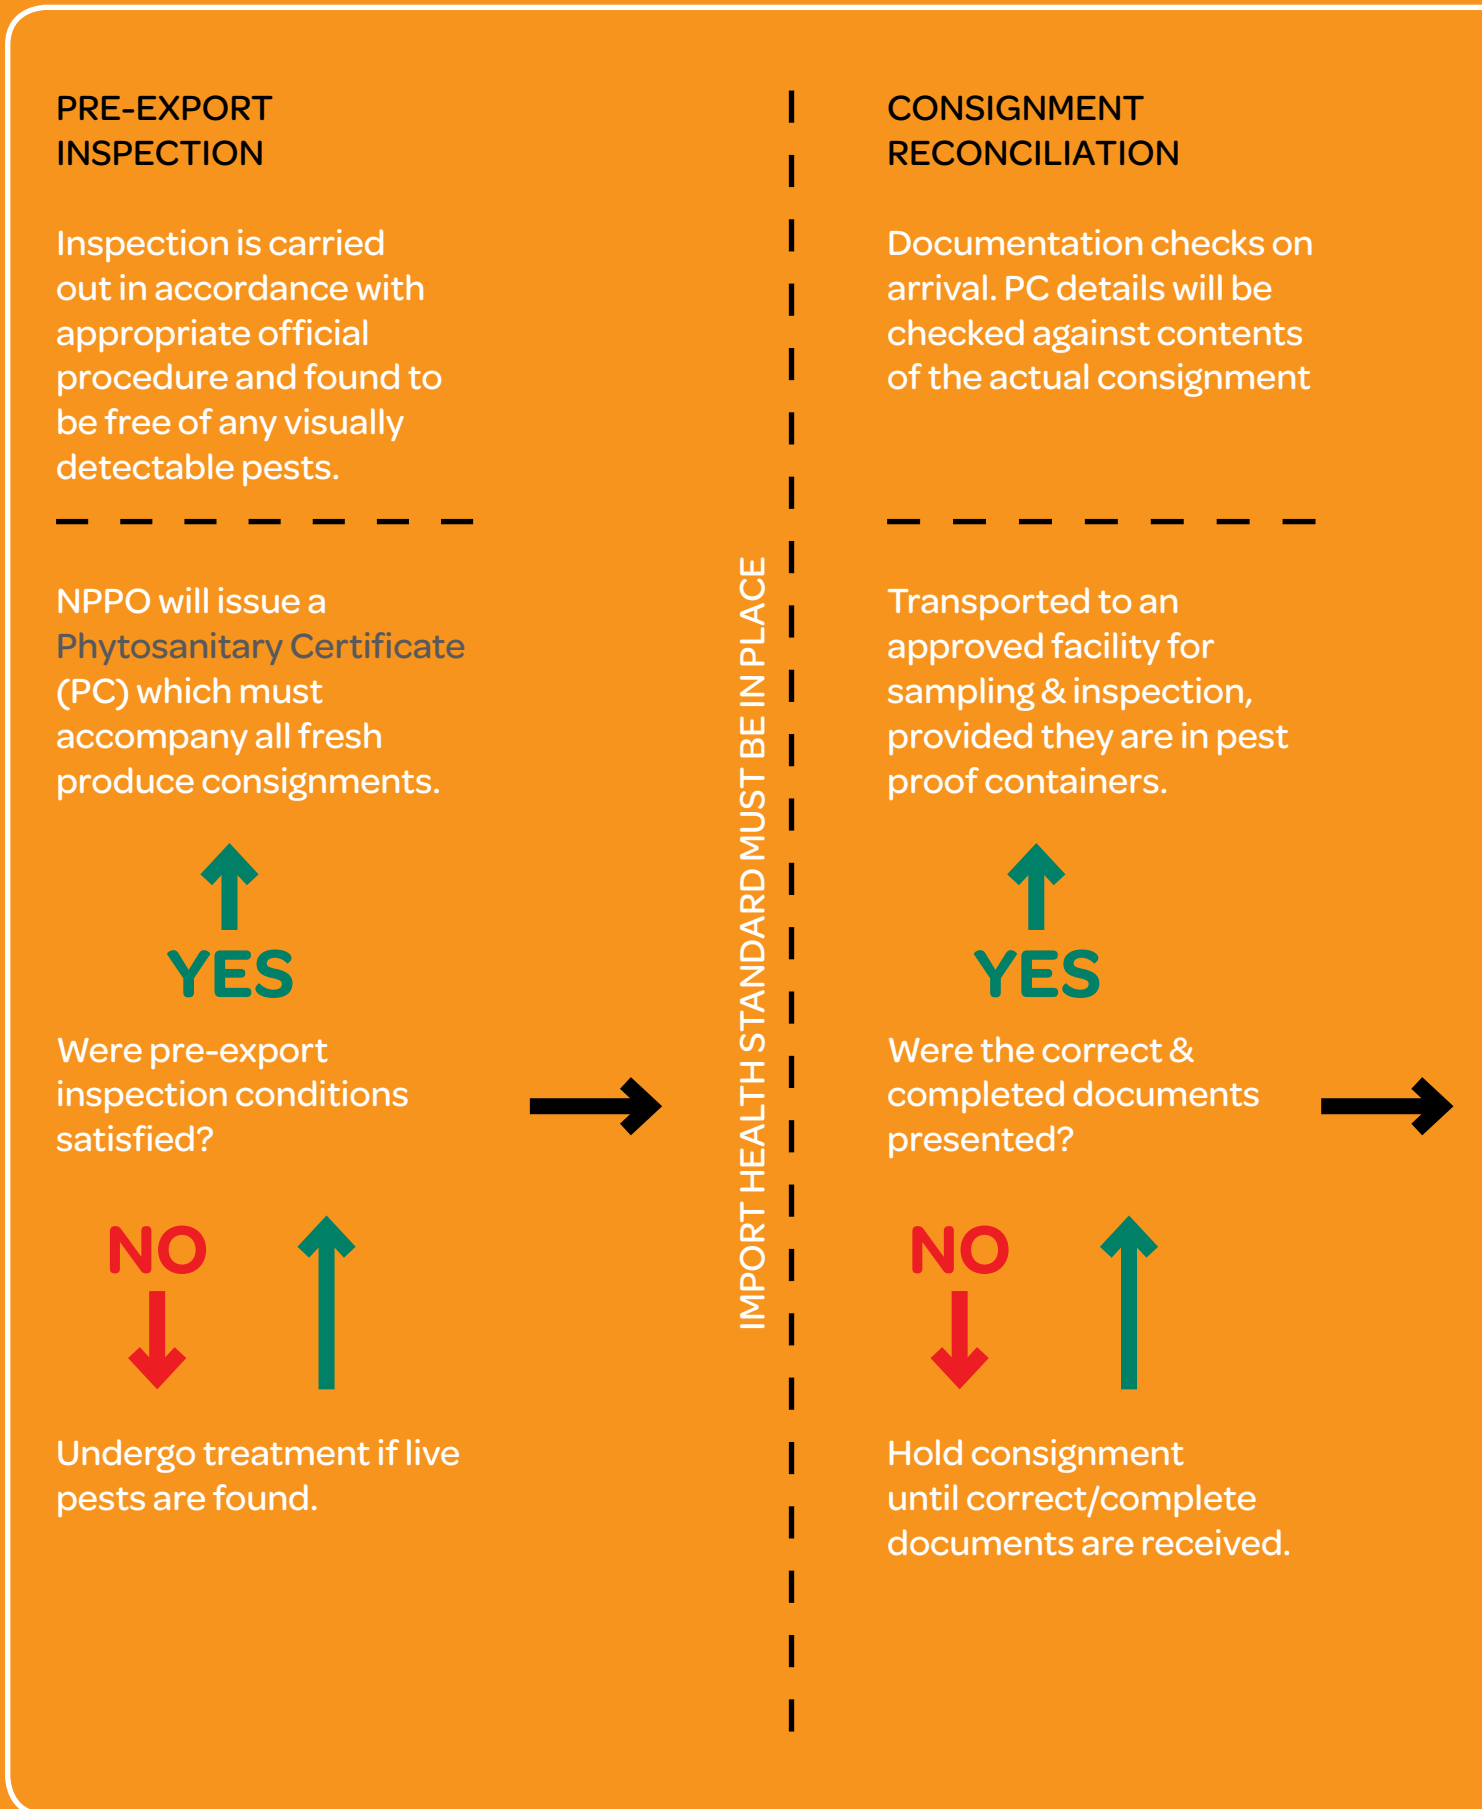 PRE-EXPORT
INSPECTION
Inspection is carried
out in accordance with
appropriate official
procedure and found to
be free of any visually
detectable pests.
NPPO will issue a
Phytosanitary Certificate
(PC) which must
accompany all fresh
produce consignments.
YES
Were pre-export
inspection conditions
satisfied?
NO
Undergo treatment if live
pests are found.
IMPORT HEALTH STANDARD MUST BE IN PLACE
CONSIGNMENT
RECONCILIATION
Documentation checks on
arrival. PC details will be
checked against contents
of the actual consignment
Transported to an
approved facility for
sampling & inspection,
provided they are in pest
proof containers.
YES
Were the correct &
completed documents
presented?
NO
Hold consignment
until correct/complete
documents are received.